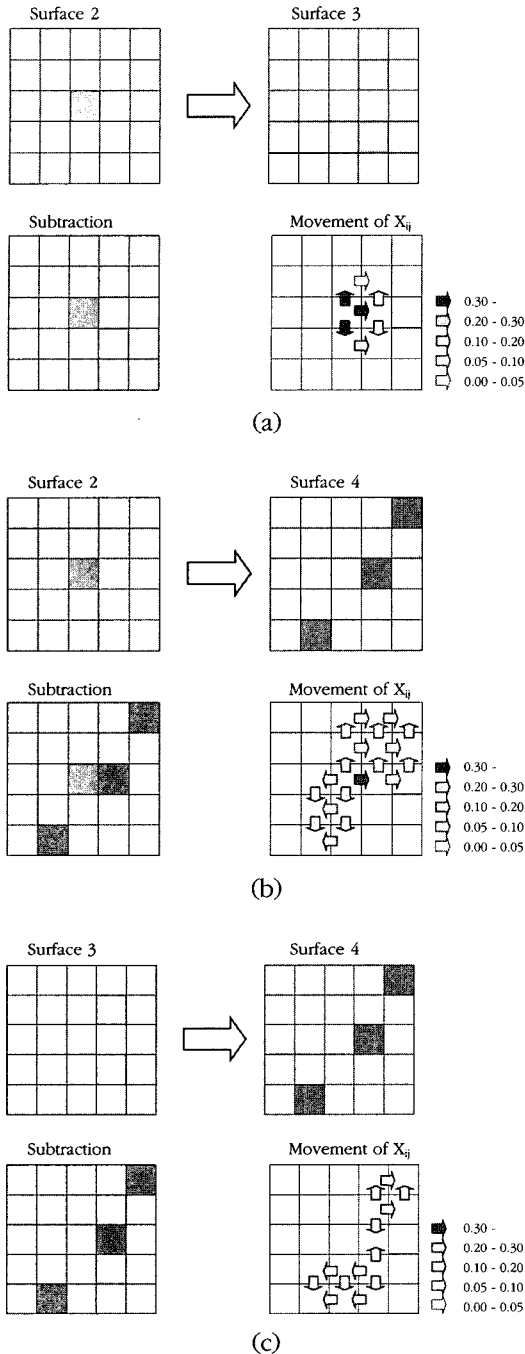 Surface 2
Surface 3
Subtraction
Movement of Xij
0.30 -
0.20 - 0.30
0.10 - 0.20
0.05 - 0.10
0.00 - 0.05
(a)
Surface 2
Surface 4
Subtraction
Movement of Xij
0.30 -
0.20 - 0.30
0.10 - 0.20
0.05 - 0.10
0.00 - 0.05
(b)
Surface 3
Surface 4
Subtraction
Movement of Xij
0.30 -
0.20 - 0.30
0.10 - 0.20
0.05 - 0.10
0.00 - 0.05
(c)